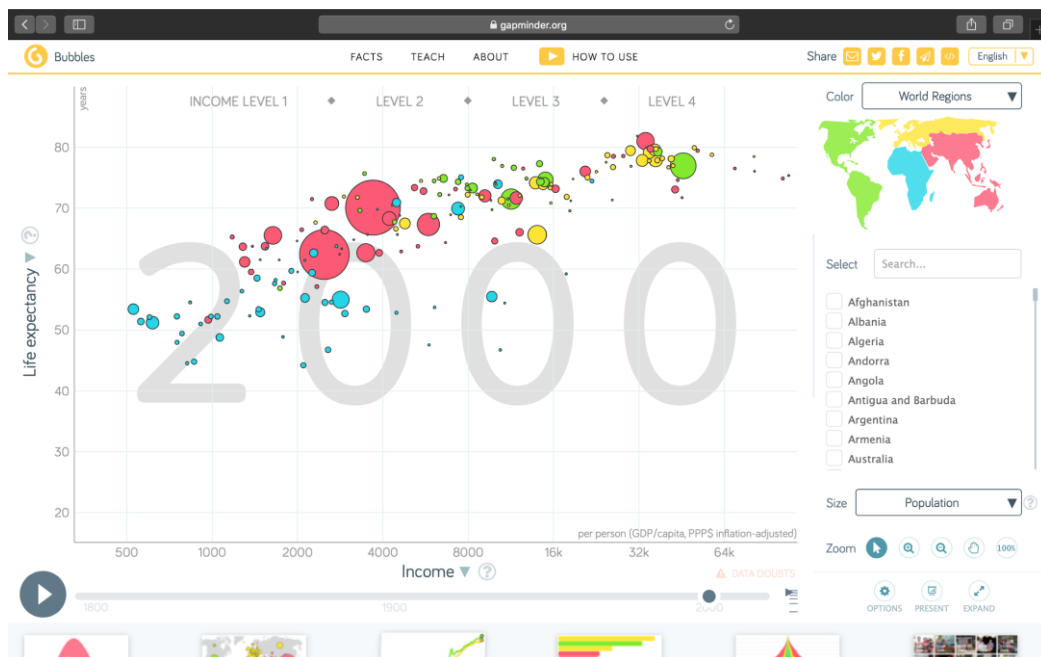 gapminder.org
Bubbles FACTS TEACH ABOUT HOW TO USE Share English ▼
years INCOME LEVEL 1 ◆ LEVEL 2 ◆ LEVEL 3 ◆ LEVEL 4
Color World Regions ▼
80
70
60
50
40
30
20
Life expectancy ▼ ?
2000
Select Search...
Afghanistan
Albania
Algeria
Andorra
Angola
Antigua and Barbuda
Argentina
Armenia
Australia
Size Population ▼ ?
per person (GDP/capita, PPP$ inflation-adjusted)
500 1000 2000 4000 8000 16k 32k 64k
Zoom 100%
Income ▼ ?
DATA DOUBTS
1800 1900 2000
OPTIONS PRESENT EXPAND